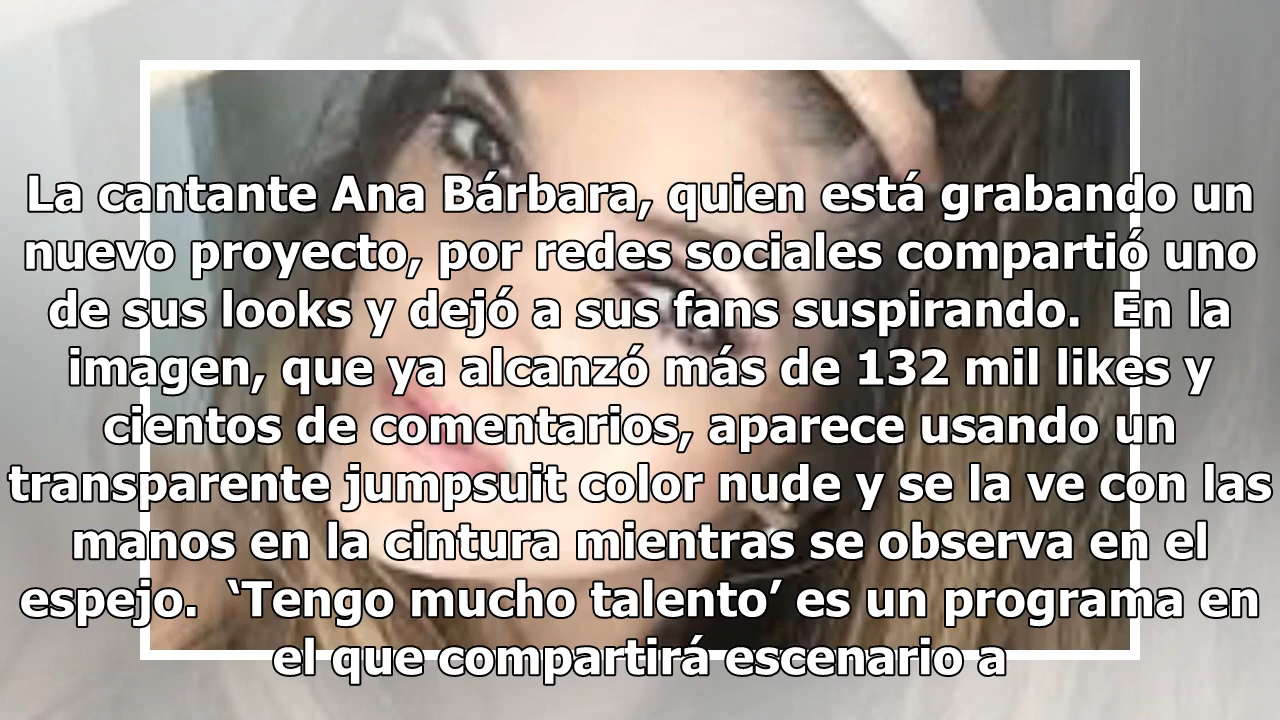 La cantante Ana Bárbara, quien está grabando un
nuevo proyecto, por redes sociales compartió uno
de sus looks y dejó a sus fans suspirando.  En la
imagen, que ya alcanzó más de 132 mil likes y
cientos de comentarios, aparece usando un
transparente jumpsuit color nude y se la ve con las
manos en la cintura mientras se observa en el
espejo.  ‘Tengo mucho talento’ es un programa en
el que compartirá escenario a